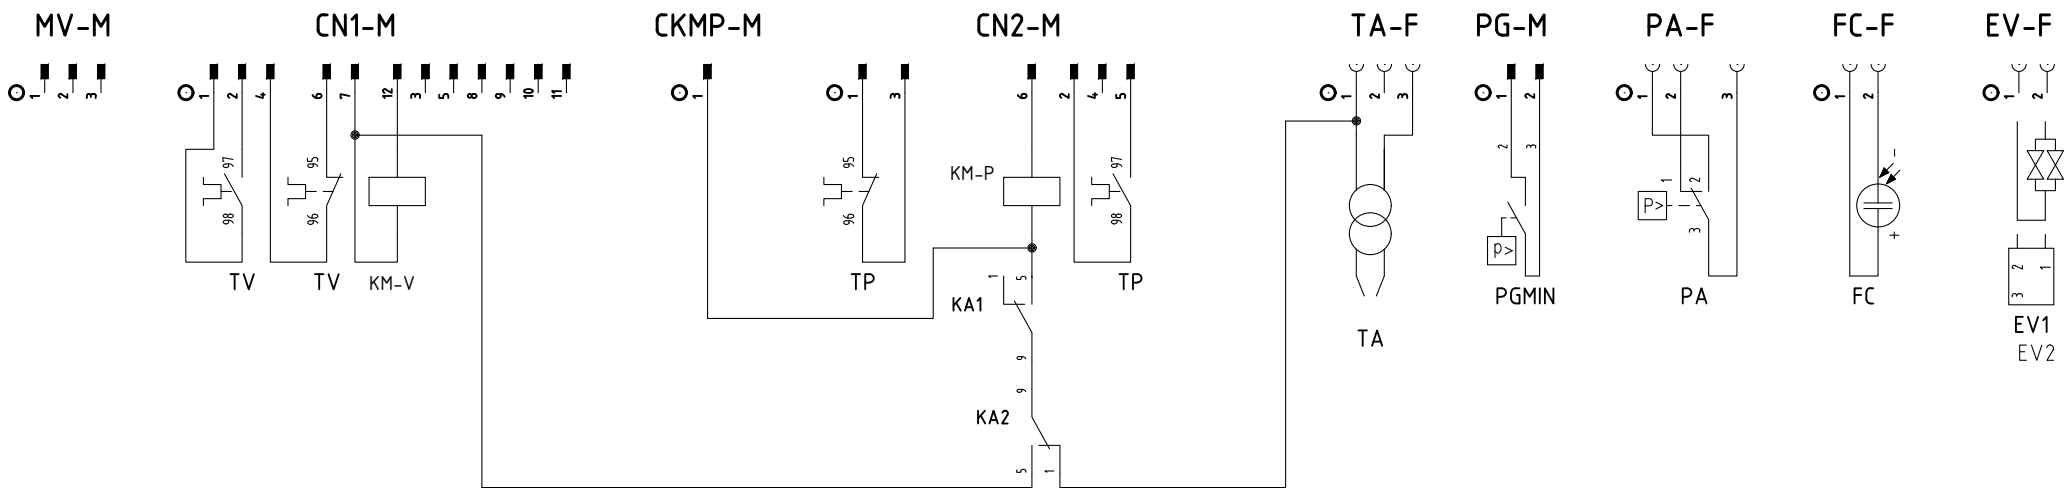 MV-M CN1-M CKMP-M CN2-M TA-F PG-M PA-F FC-F EV-F
1 2 3 1 2 4 6 7 12 3 5 8 9 10 11 1 1 3 6 2 4 5 1 2 3 1 2 1 2 3 1 2 1 2
2 3
97 95 95 97
KM-P
1 2
-
98 96 96 98
P>
3
+
p>
TV TV KM-V TP TP
1 5
2 1
3
KA1
PGMIN PA FC
EV1
TA
EV2
9
9
KA2
5 1